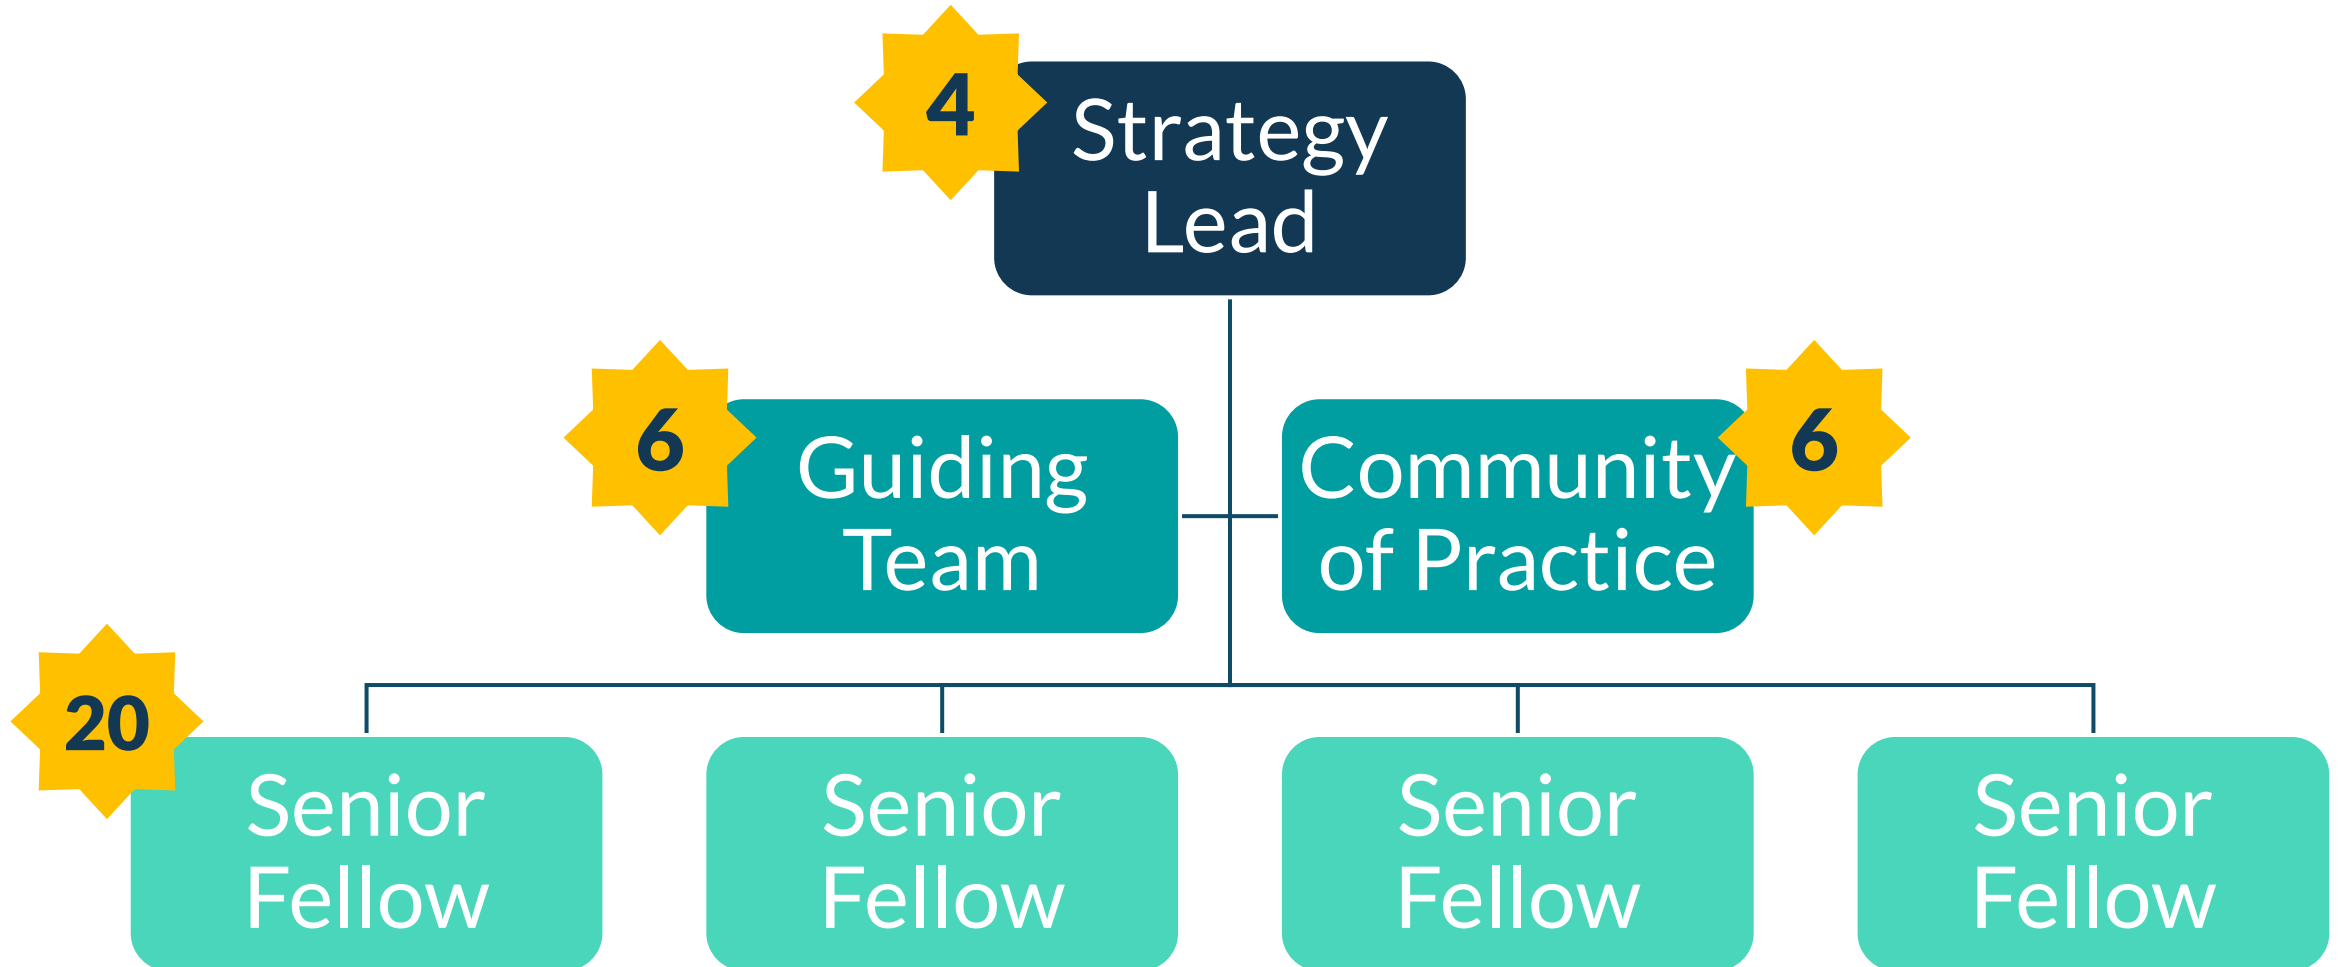 4
Strategy
Lead
6
Guiding
Team
Community
of Practice
6
20
Senior
Fellow
Senior
Fellow
Senior
Fellow
Senior
Fellow